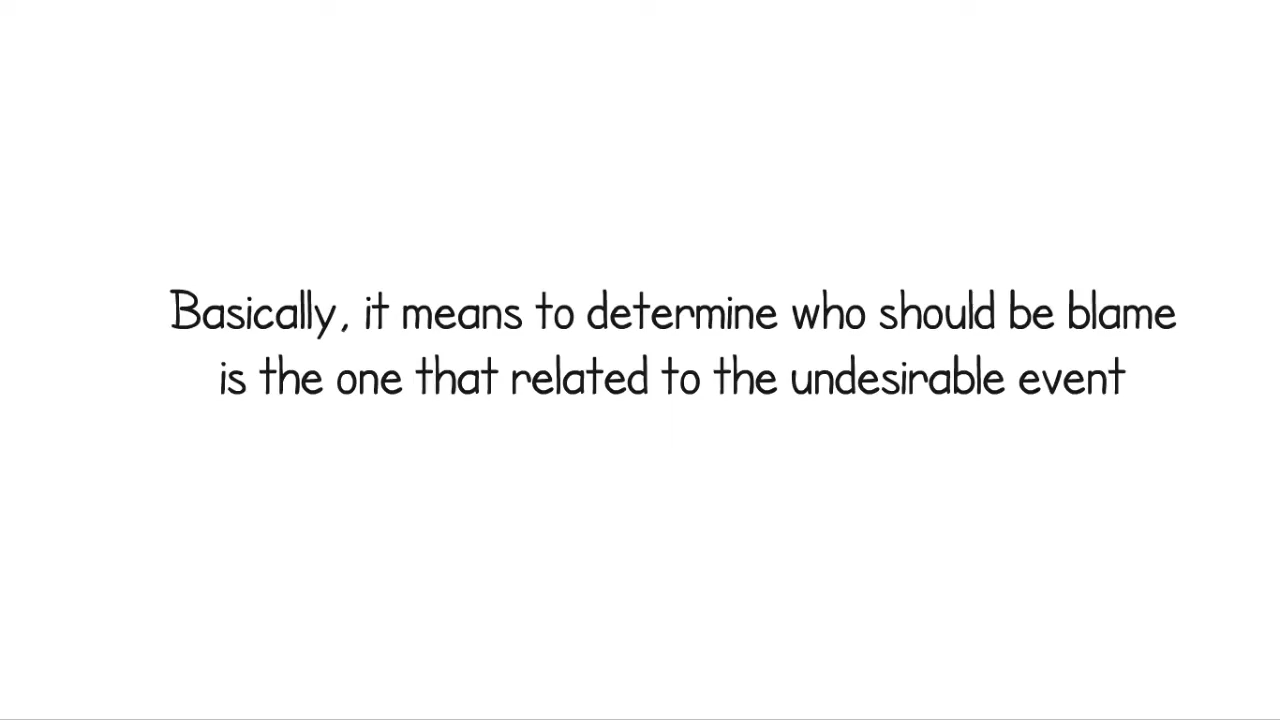 Basically, it means to determine who should be blame
is the one that related to the undesirable event